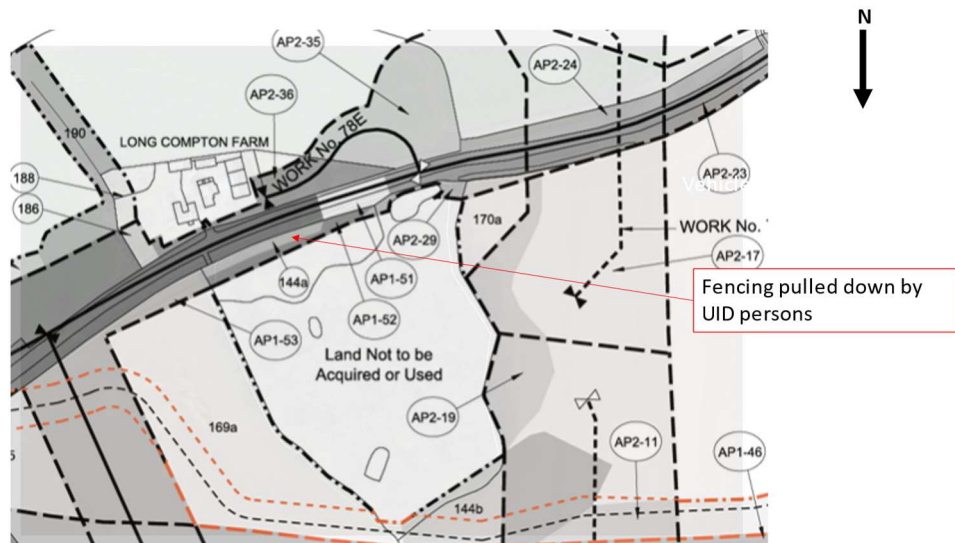 N
AP2-35
AP2-24
AP2-36
190
LONG COMPTON FARM
WORK No. 78E
188
186
AP2-23
Vehicle
170a
WORK No.
AP2-29
AP2-17
144a
AP1-51
Fencing pulled down by
UID persons
AP1-52
AP1-53
Land Not to be
Acquired or Used
AP2-19
169a
AP2-11
AP1-46
144b